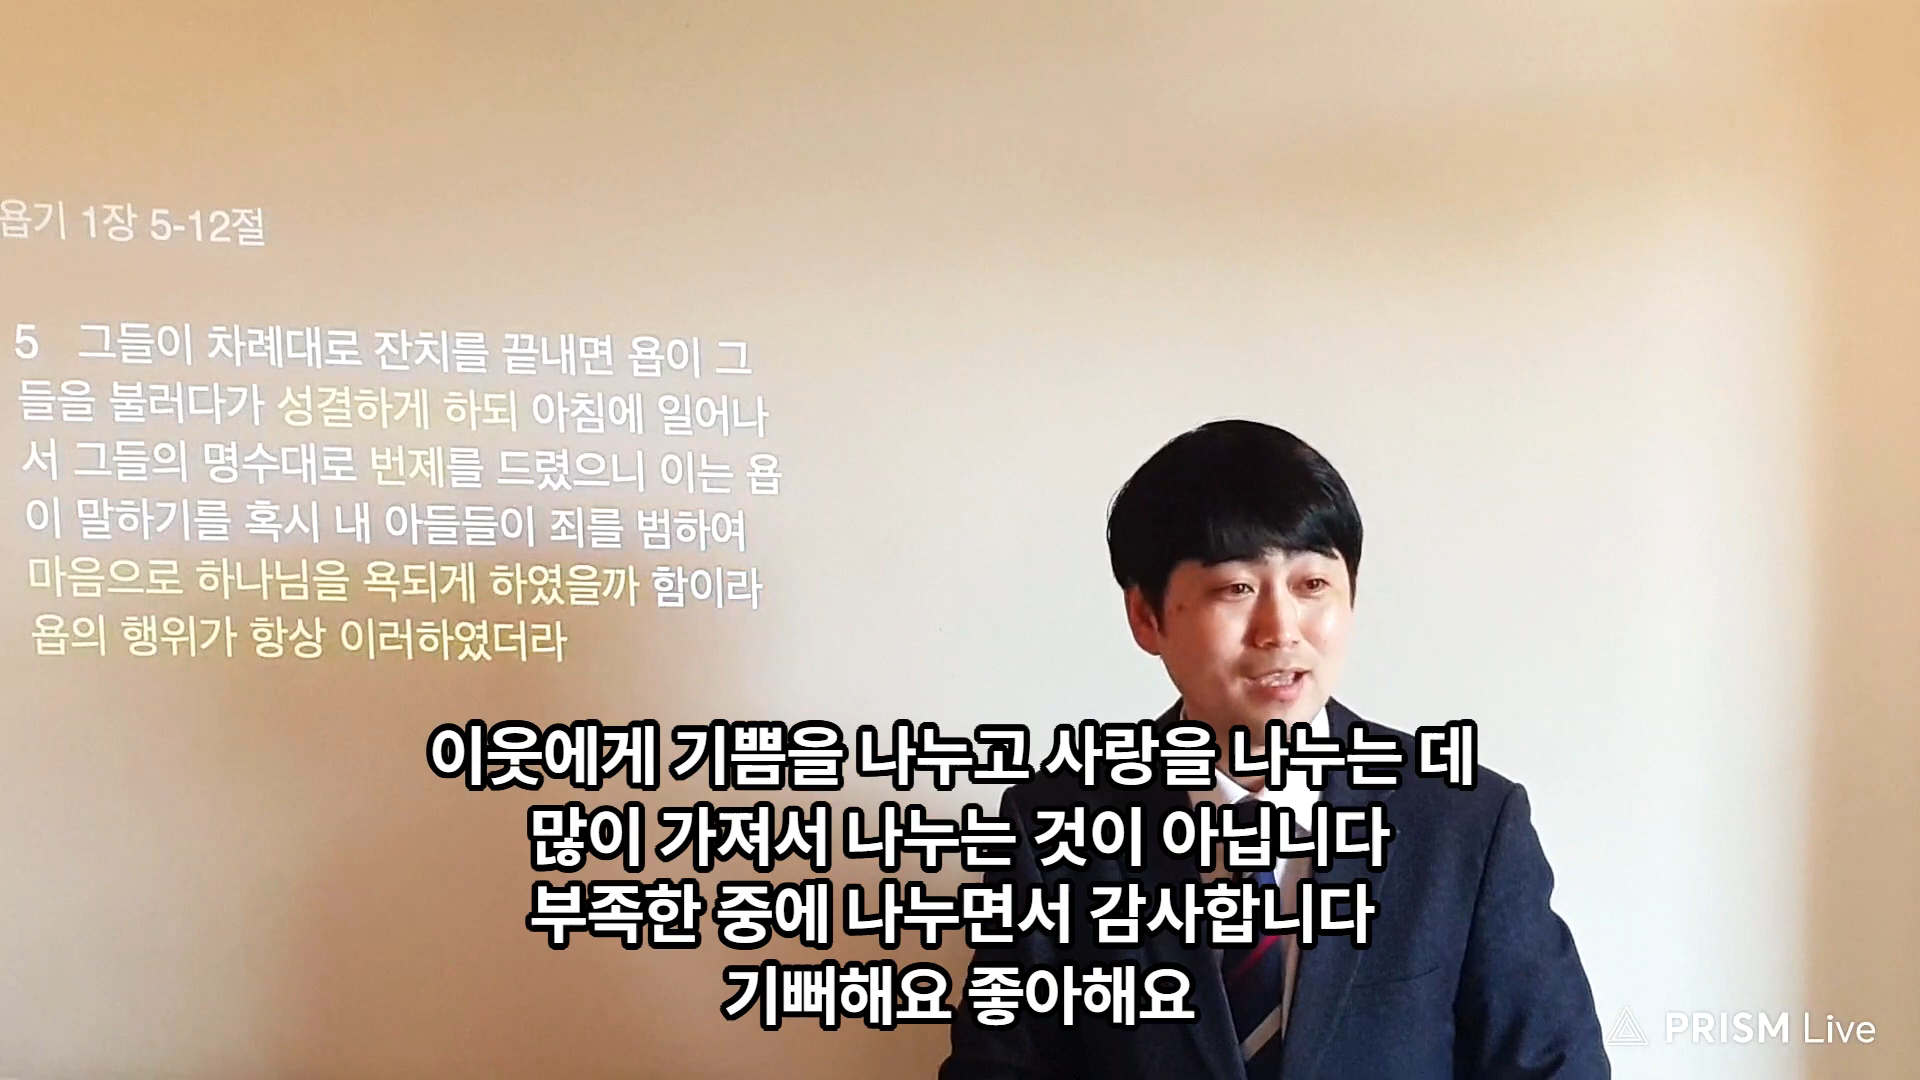 욥기 1장 5-12절
5 그들이 차례대로 잔치를 끝내면 욥이 그
들을 불러다가 성결하게 하되 아침에 일어나
서 그들의 명수대로 번제를 드렸으니 이는 욥
이 말하기를 혹시 내 아들들이 죄를 범하여
마음으로 하나님을 욕되게 하였을까 함이라
욥의 행위가 항상 이러하였더라
이웃에게 기쁨을 나누고 사랑을 나누는 데
많이 가져서 나누는 것이 아닙니다
부족한 중에 나누면서 감사합니다
기뻐해요 좋아해요
PRISM Live